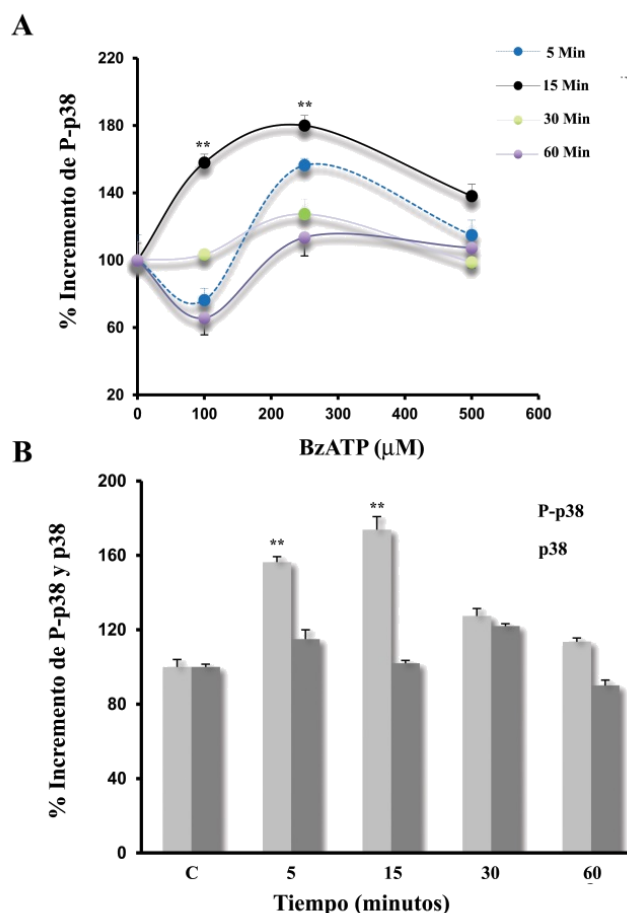 A
% Incremento de P-p38
220
180
140
100
60
20
**
**
5 Min
15 Min
30 Min
60 Min
0 100 200 300 400 500 600
BzATP (μM)
B
% Incremento de P-p38 y p38
200
160
120
80
40
0
**
**
P-p38
p38
C 5 15 30 60
Tiempo (minutos)